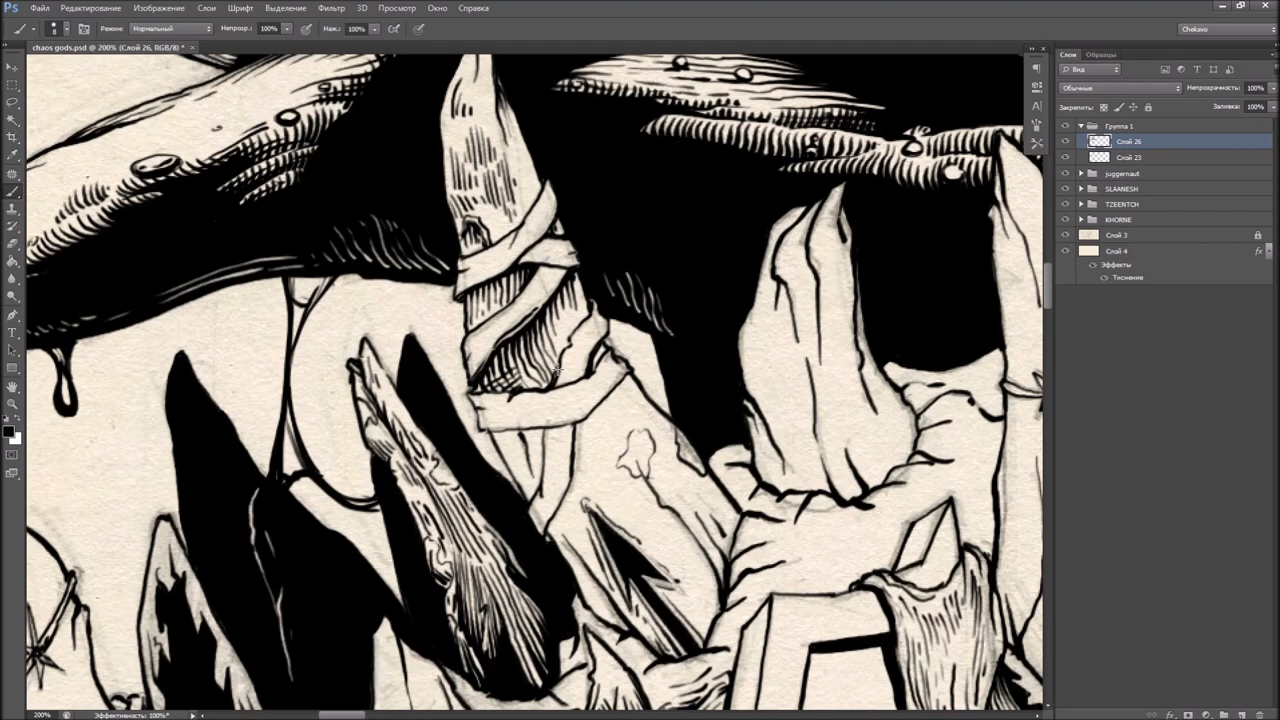 Ps Файл Редактирование Изображение Слои Шрифт Выделение Фильтр 3D Просмотр Окно Справка
Режим: Нормальный Непрозр.: 100% Наж.: 100% Chekavo
chaos gods.psd @ 200% (Слой 26, RGB/8) *
Слои Образцы
Вид
Обычные Непрозрачность: 100%
Закрепить: Заливка: 100%
Группа 1
Слой 26
Слой 23
juggernaut
SLAANESH
TZEENTCH
KHORNE
Слой 3
Слой 4 fx
Эффекты
Тиснение
200% Эффективность: 100%*